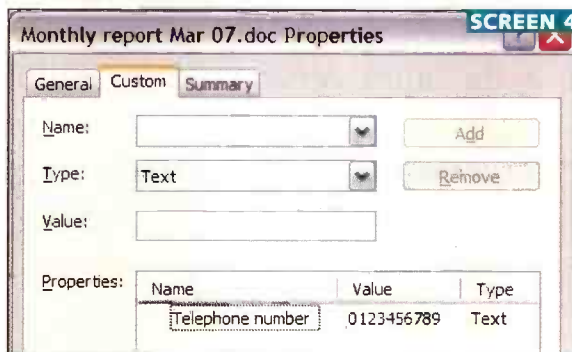 SCREEN 4
Monthly report Mar 07.doc Properties
General Custom Summary
Name: Add
Type: Text Remove
Value:
Properties: Name Value Type
Telephone number 0123456789 Text